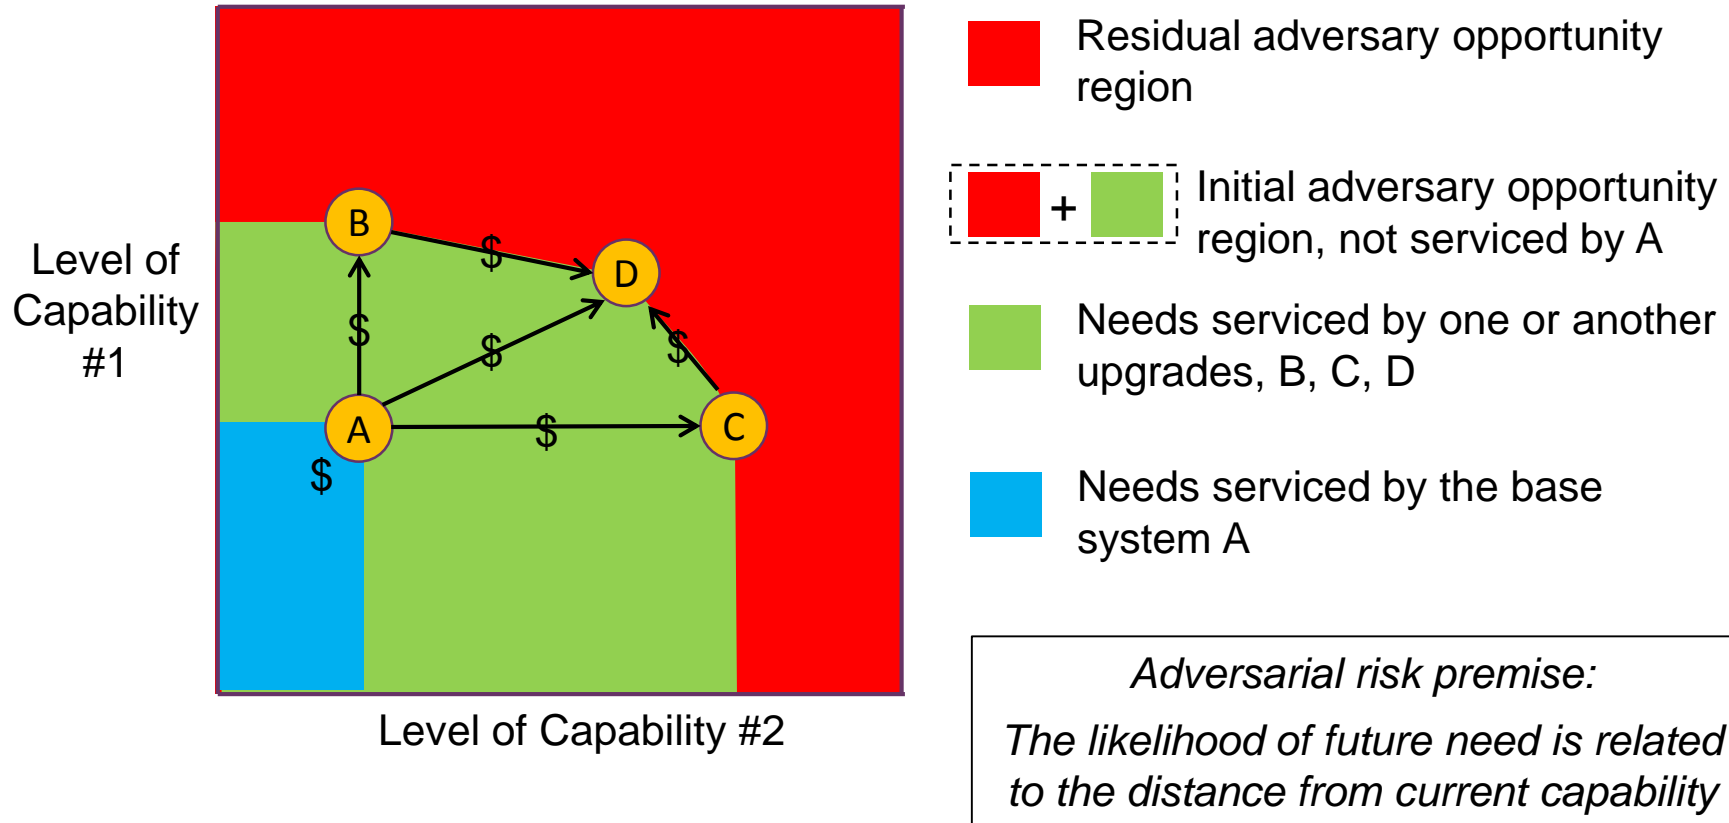 Level of
Capability
#1
B
$
D
$
$
$
A
$
C
$
Level of Capability #2
Residual adversary opportunity
region
+
Initial adversary opportunity
region, not serviced by A
Needs serviced by one or another
upgrades, B, C, D
Needs serviced by the base
system A
Adversarial risk premise:
The likelihood of future need is related
to the distance from current capability